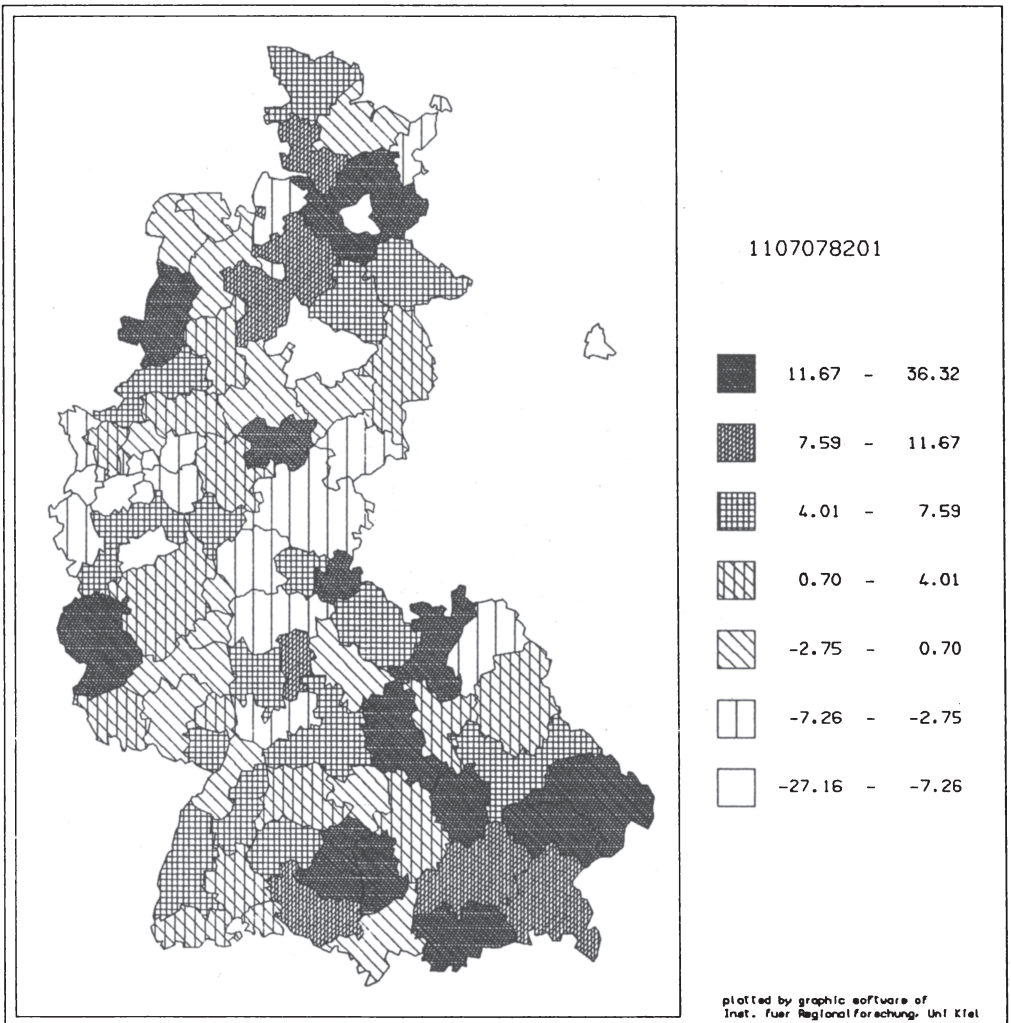 1107078201
11.67 - 36.32
7.59 - 11.67
4.01 - 7.59
0.70 - 4.01
-2.75 - 0.70
-7.26 - -2.75
-27.16 - -7.26
plotted by graphic software of
Inst. fuer Regionalforschung, Uni Kiel